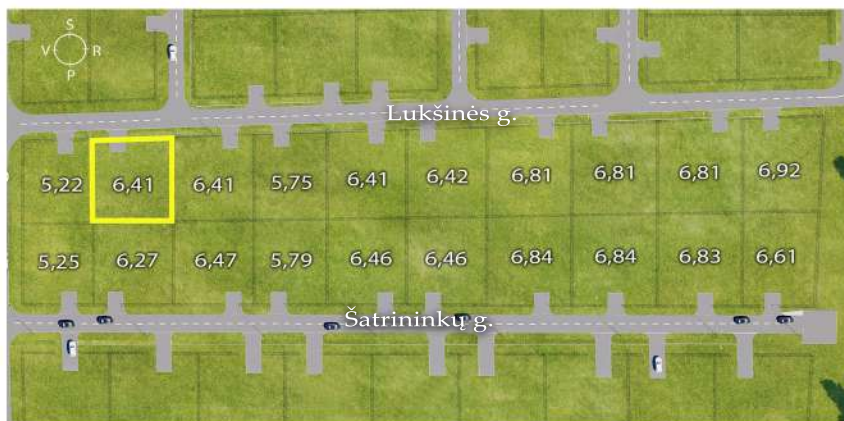 S
V R
P
Lukšinės g.
5,22 6,41 6,41 5,75 6,41 6,42 6,81 6,81 6,81 6,92
5,25 6,27 6,47 5,79 6,46 6,46 6,84 6,84 6,83 6,61
Šatrininkų g.